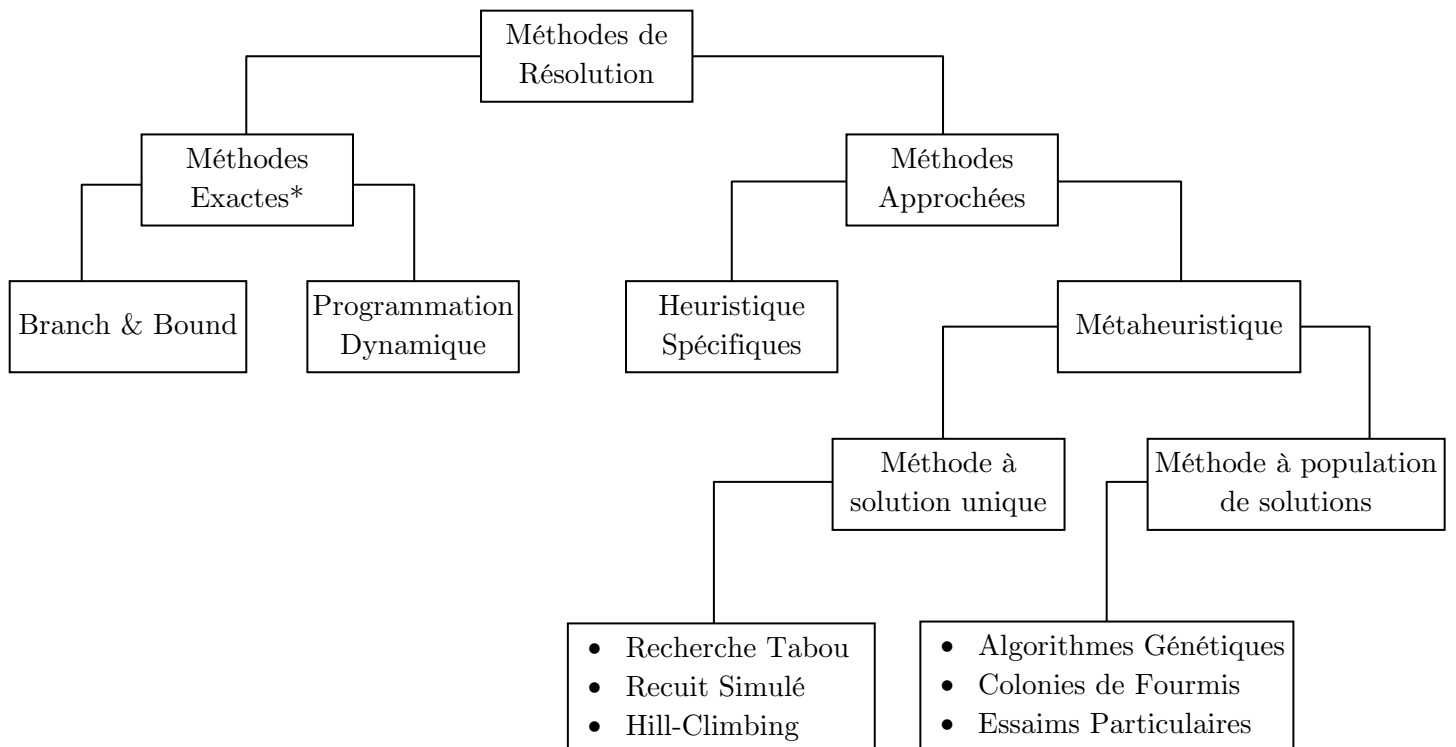 Méthodes de
Résolution
Méthodes
Exactes*
Méthodes
Approchées
Branch & Bound
Programmation
Dynamique
Heuristique
Spécifiques
Métaheuristique
Méthode à
solution unique
Méthode à population
de solutions
• Recherche Tabou
• Recuit Simulé
• Hill-Climbing
• Algorithmes Génétiques
• Colonies de Fourmis
• Essaims Particulaires